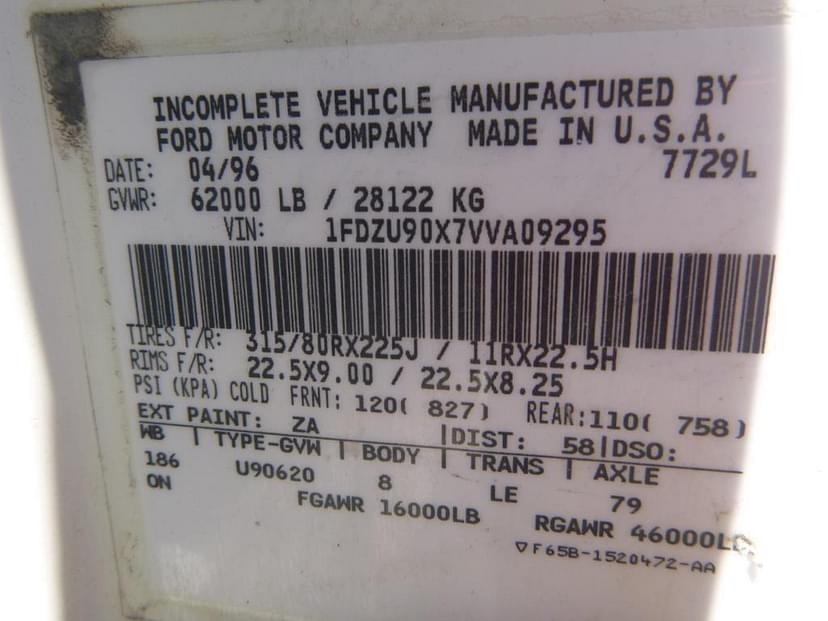 INCOMPLETE VEHICLE MANUFACTURED BY
FORD MOTOR COMPANY MADE IN U.S.A.
DATE: 04/96 7729L
GVWR: 62000 LB / 28122 KG
VIN: 1FDZU90X7VVA09295
TIRES F/R: 315/80RX225J / 11RX22.5H
RIMS F/R: 22.5X9.00 / 22.5X8.25
PSI (KPA) COLD FRNT: 120( 827) REAR:110( 758)
EXT PAINT: ZA |DIST: 58|DSO:
WB | TYPE-GVW | BODY | TRANS | AXLE
186 U90620 8 LE 79
ON FGAWR 16000LB RGAWR 46000LB
▽F65B-1520472-AA